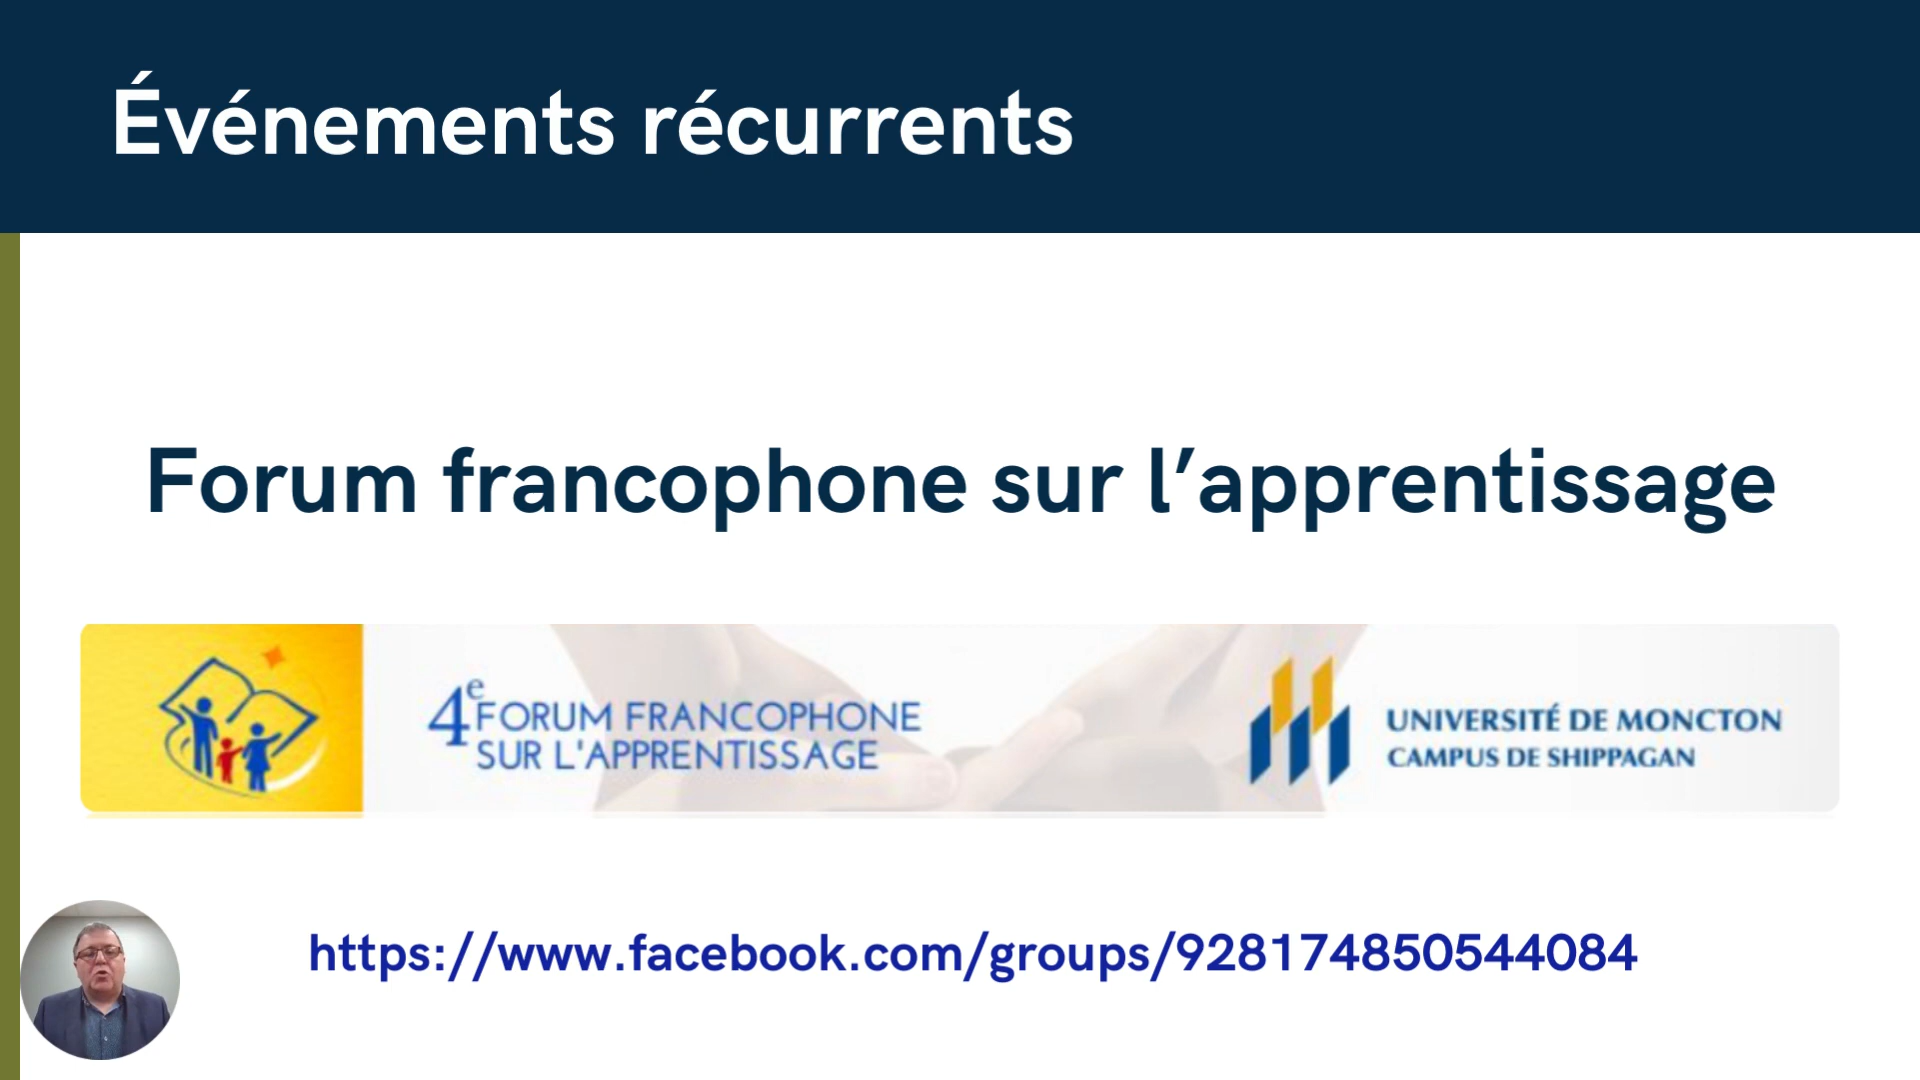 Événements récurrents
Forum francophone sur l’apprentissage
4e FORUM FRANCOPHONE
SUR L'APPRENTISSAGE
UNIVERSITÉ DE MONCTON
CAMPUS DE SHIPPAGAN
https://www.facebook.com/groups/928174850544084